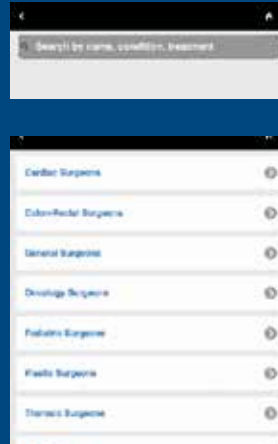 Search by name, condition, treatment
Cardiac Surgeons
Colon-Rectal Surgeons
General Surgeons
Oncology Surgeons
Pediatric Surgeons
Plastic Surgeons
Thoracic Surgeons